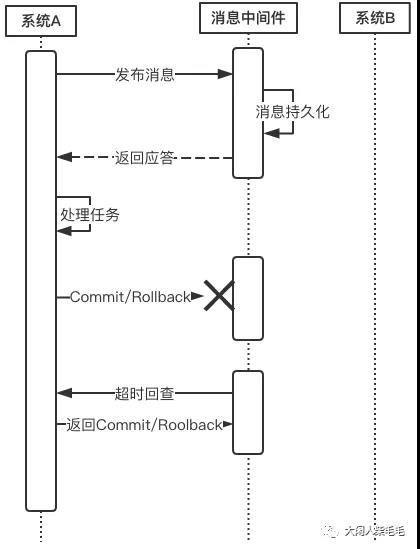 系统A
消息中间件
系统B
发布消息
消息持久化
返回应答
处理任务
Commit/Rollback
超时回查
返回Commit/Roolback
大闲人柴毛毛